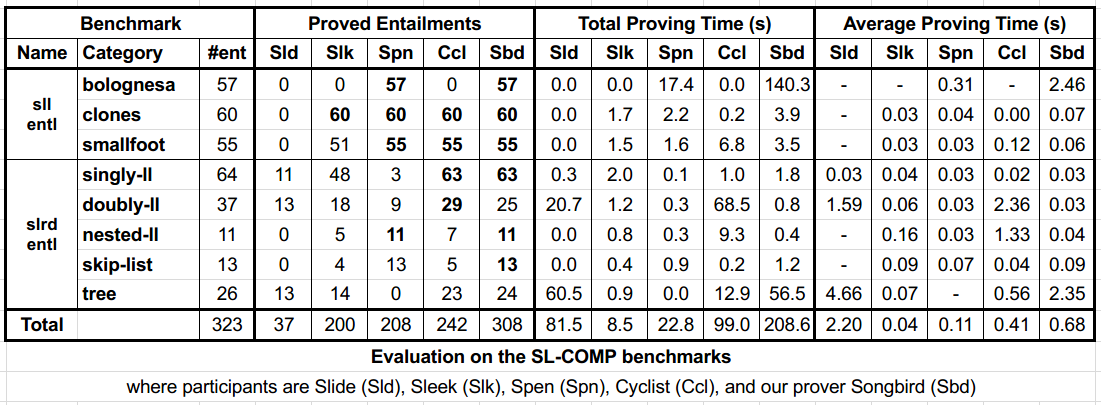 Benchmark Proved Entailments Total Proving Time (s) Average Proving Time (s)
Name Category #ent Sld Slk Spn Ccl Sbd Sld Slk Spn Ccl Sbd Sld Slk Spn Ccl Sbd
sll entl
bolognesa 57 0 0 57 0 57 0.0 0.0 17.4 0.0 140.3 - - 0.31 - 2.46
clones 60 0 60 60 60 60 0.0 1.7 2.2 0.2 3.9 - 0.03 0.04 0.00 0.07
smallfoot 55 0 51 55 55 55 0.0 1.5 1.6 6.8 3.5 - 0.03 0.03 0.12 0.06
slrd entl
singly-ll 64 11 48 3 63 63 0.3 2.0 0.1 1.0 1.8 0.03 0.04 0.03 0.02 0.03
doubly-ll 37 13 18 9 29 25 20.7 1.2 0.3 68.5 0.8 1.59 0.06 0.03 2.36 0.03
nested-ll 11 0 5 11 7 11 0.0 0.8 0.3 9.3 0.4 - 0.16 0.03 1.33 0.04
skip-list 13 0 4 13 5 13 0.0 0.4 0.9 0.2 1.2 - 0.09 0.07 0.04 0.09
tree 26 13 14 0 23 24 60.5 0.9 0.0 12.9 56.5 4.66 0.07 - 0.56 2.35
Total 323 37 200 208 242 308 81.5 8.5 22.8 99.0 208.6 2.20 0.04 0.11 0.41 0.68
Evaluation on the SL-COMP benchmarks
where participants are Slide (Sld), Sleek (Slk), Spen (Spn), Cyclist (Ccl), and our prover Songbird (Sbd)